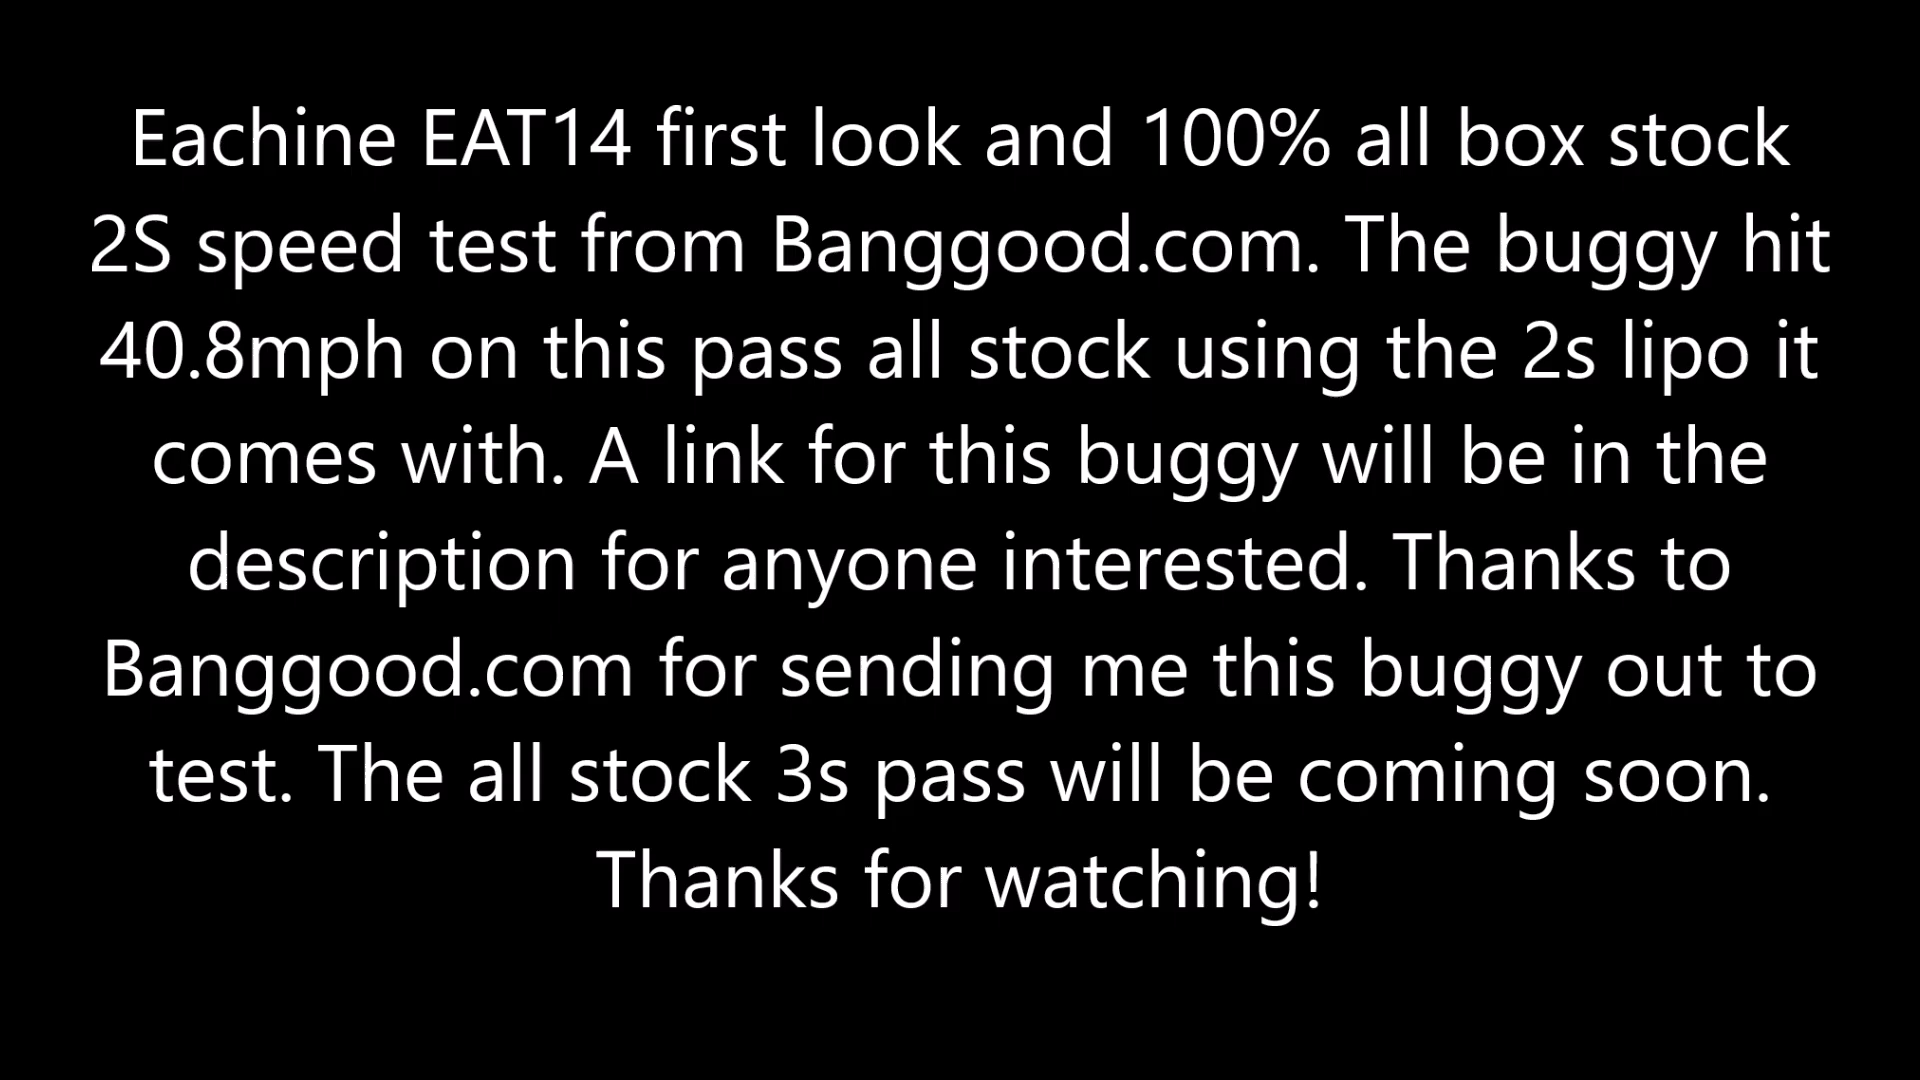 Eachine EAT14 first look and 100% all box stock
2S speed test from Banggood.com. The buggy hit
40.8mph on this pass all stock using the 2s lipo it
comes with. A link for this buggy will be in the
description for anyone interested. Thanks to
Banggood.com for sending me this buggy out to
test. The all stock 3s pass will be coming soon.
Thanks for watching!